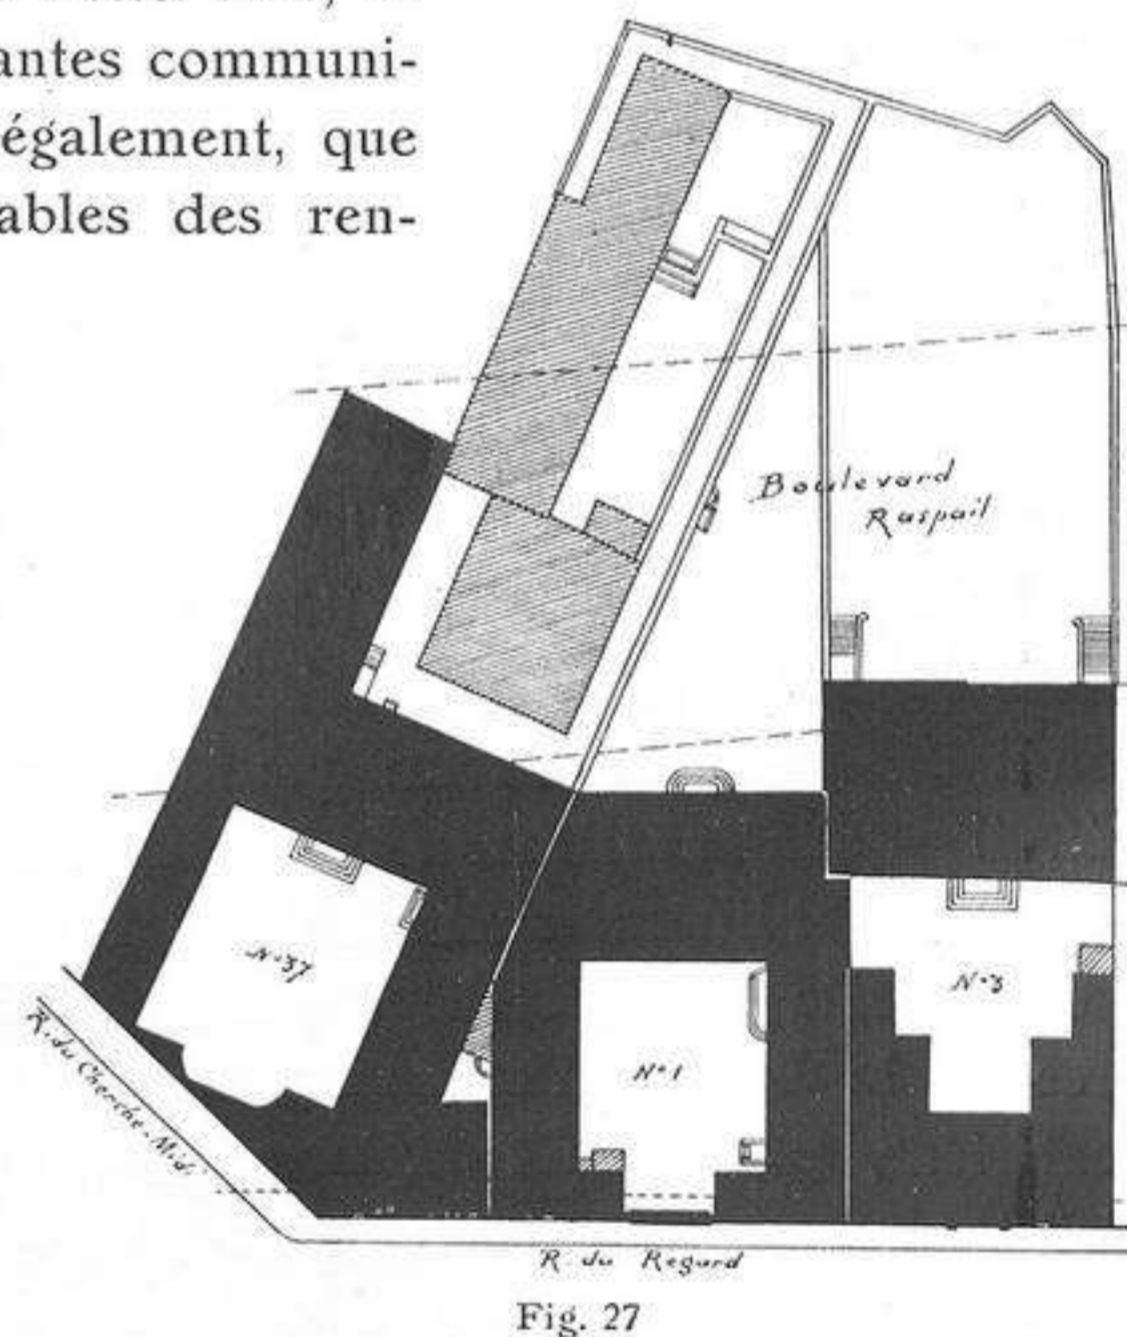 antes communi-
également, que
ables des ren-
Boulevard
Raspail
N° 37
N° 3
N° 1
R. du Cherche-Midi
R. du Regard
Fig. 27